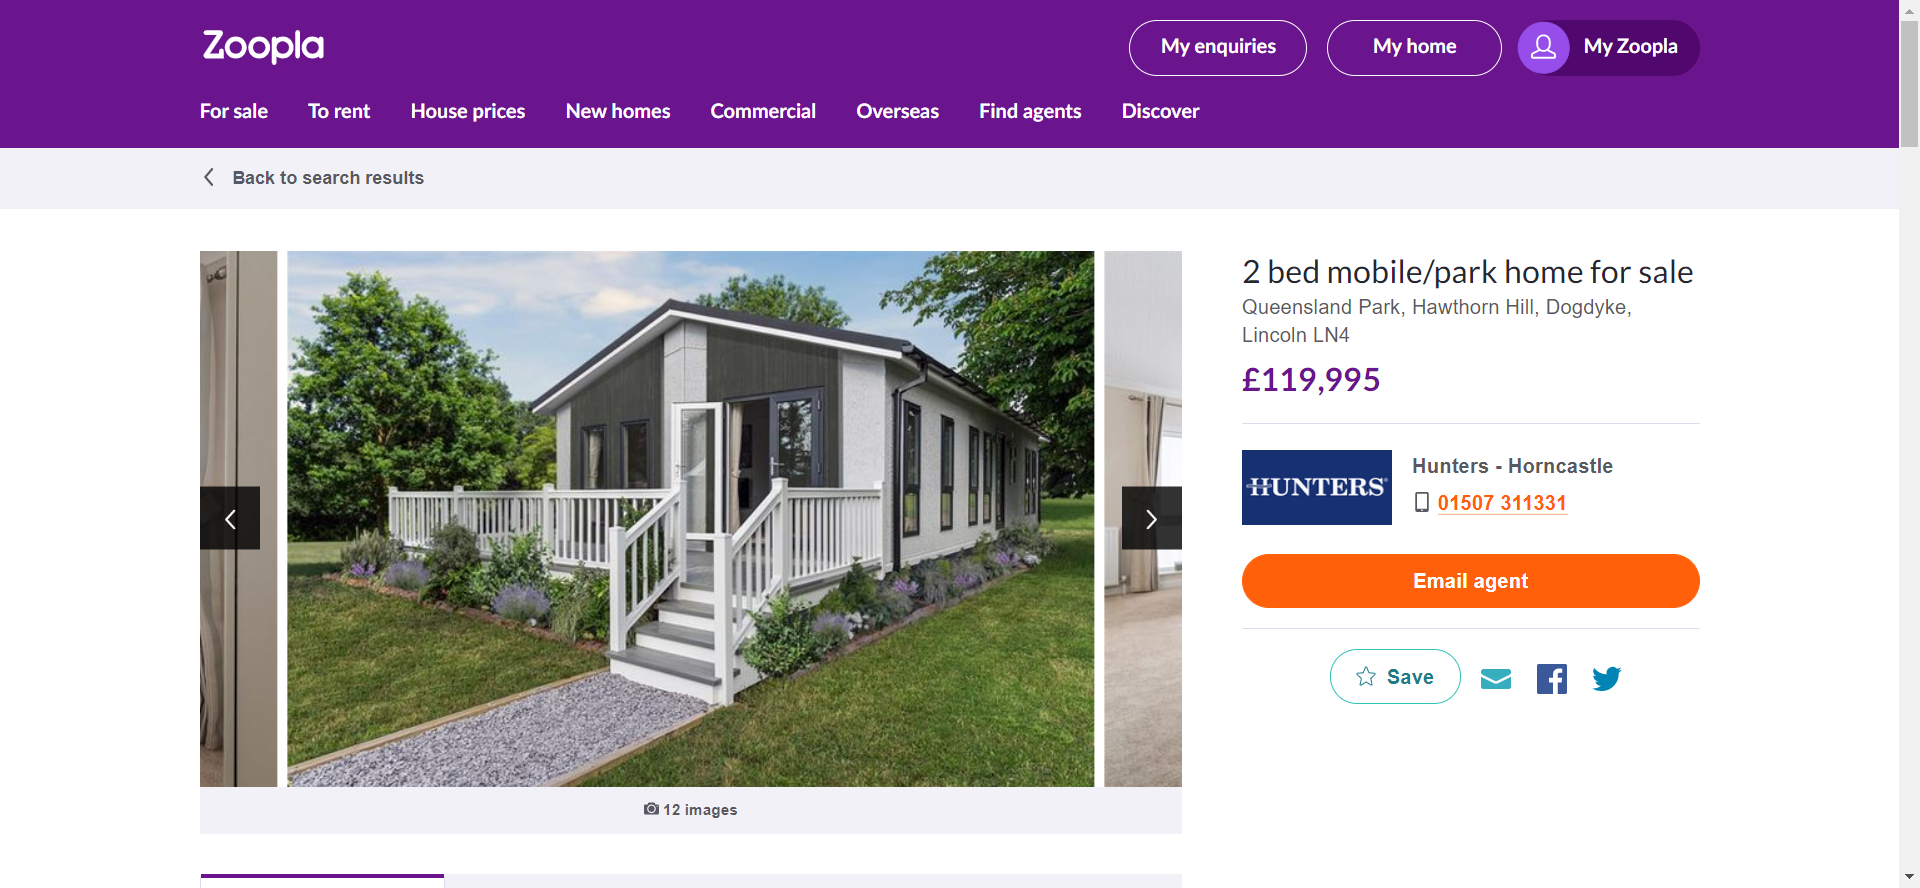 Zoopla
My enquiries
My home
My Zoopla
For sale
To rent
House prices
New homes
Commercial
Overseas
Find agents
Discover
Back to search results
2 bed mobile/park home for sale
Queensland Park, Hawthorn Hill, Dogdyke,
Lincoln LN4
£119,995
HUNTERS
Hunters - Horncastle
01507 311331
Email agent
Save
12 images